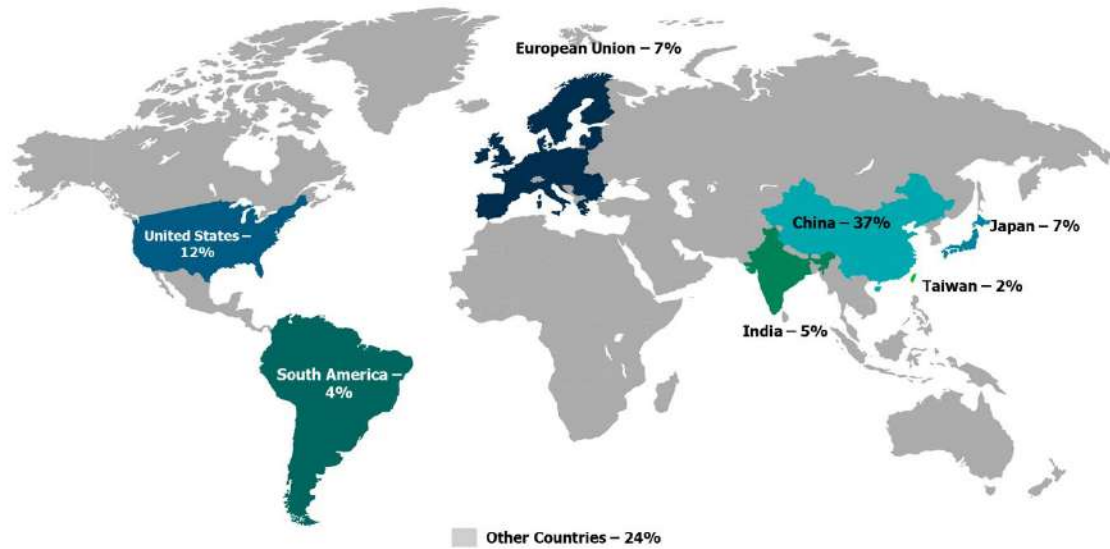 European Union – 7%
United States –
12%
China – 37%
Japan – 7%
Taiwan – 2%
India – 5%
South America –
4%
Other Countries – 24%